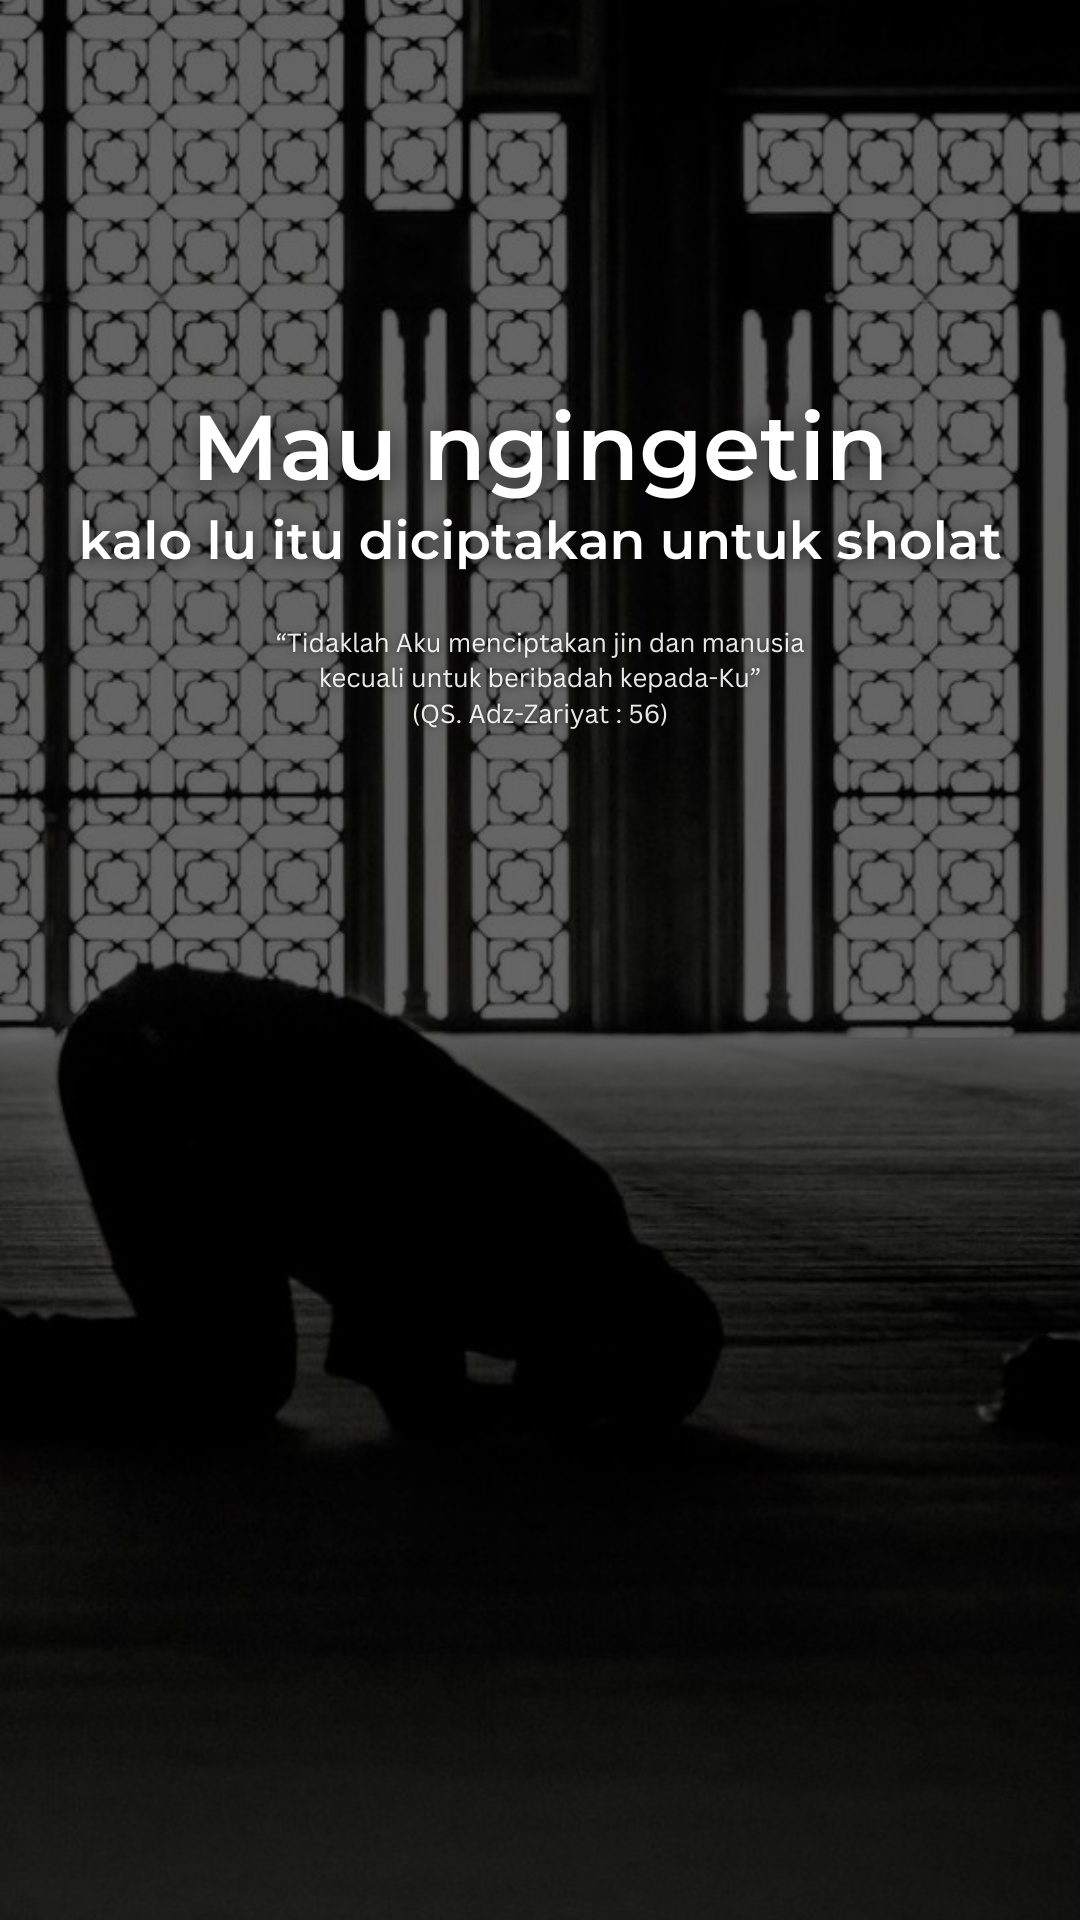 Mau ngingetin
kalo lu itu diciptakan untuk sholat
“Tidaklah Aku menciptakan jin dan manusia
kecuali untuk beribadah kepada-Ku”
(QS. Adz-Zariyat : 56)